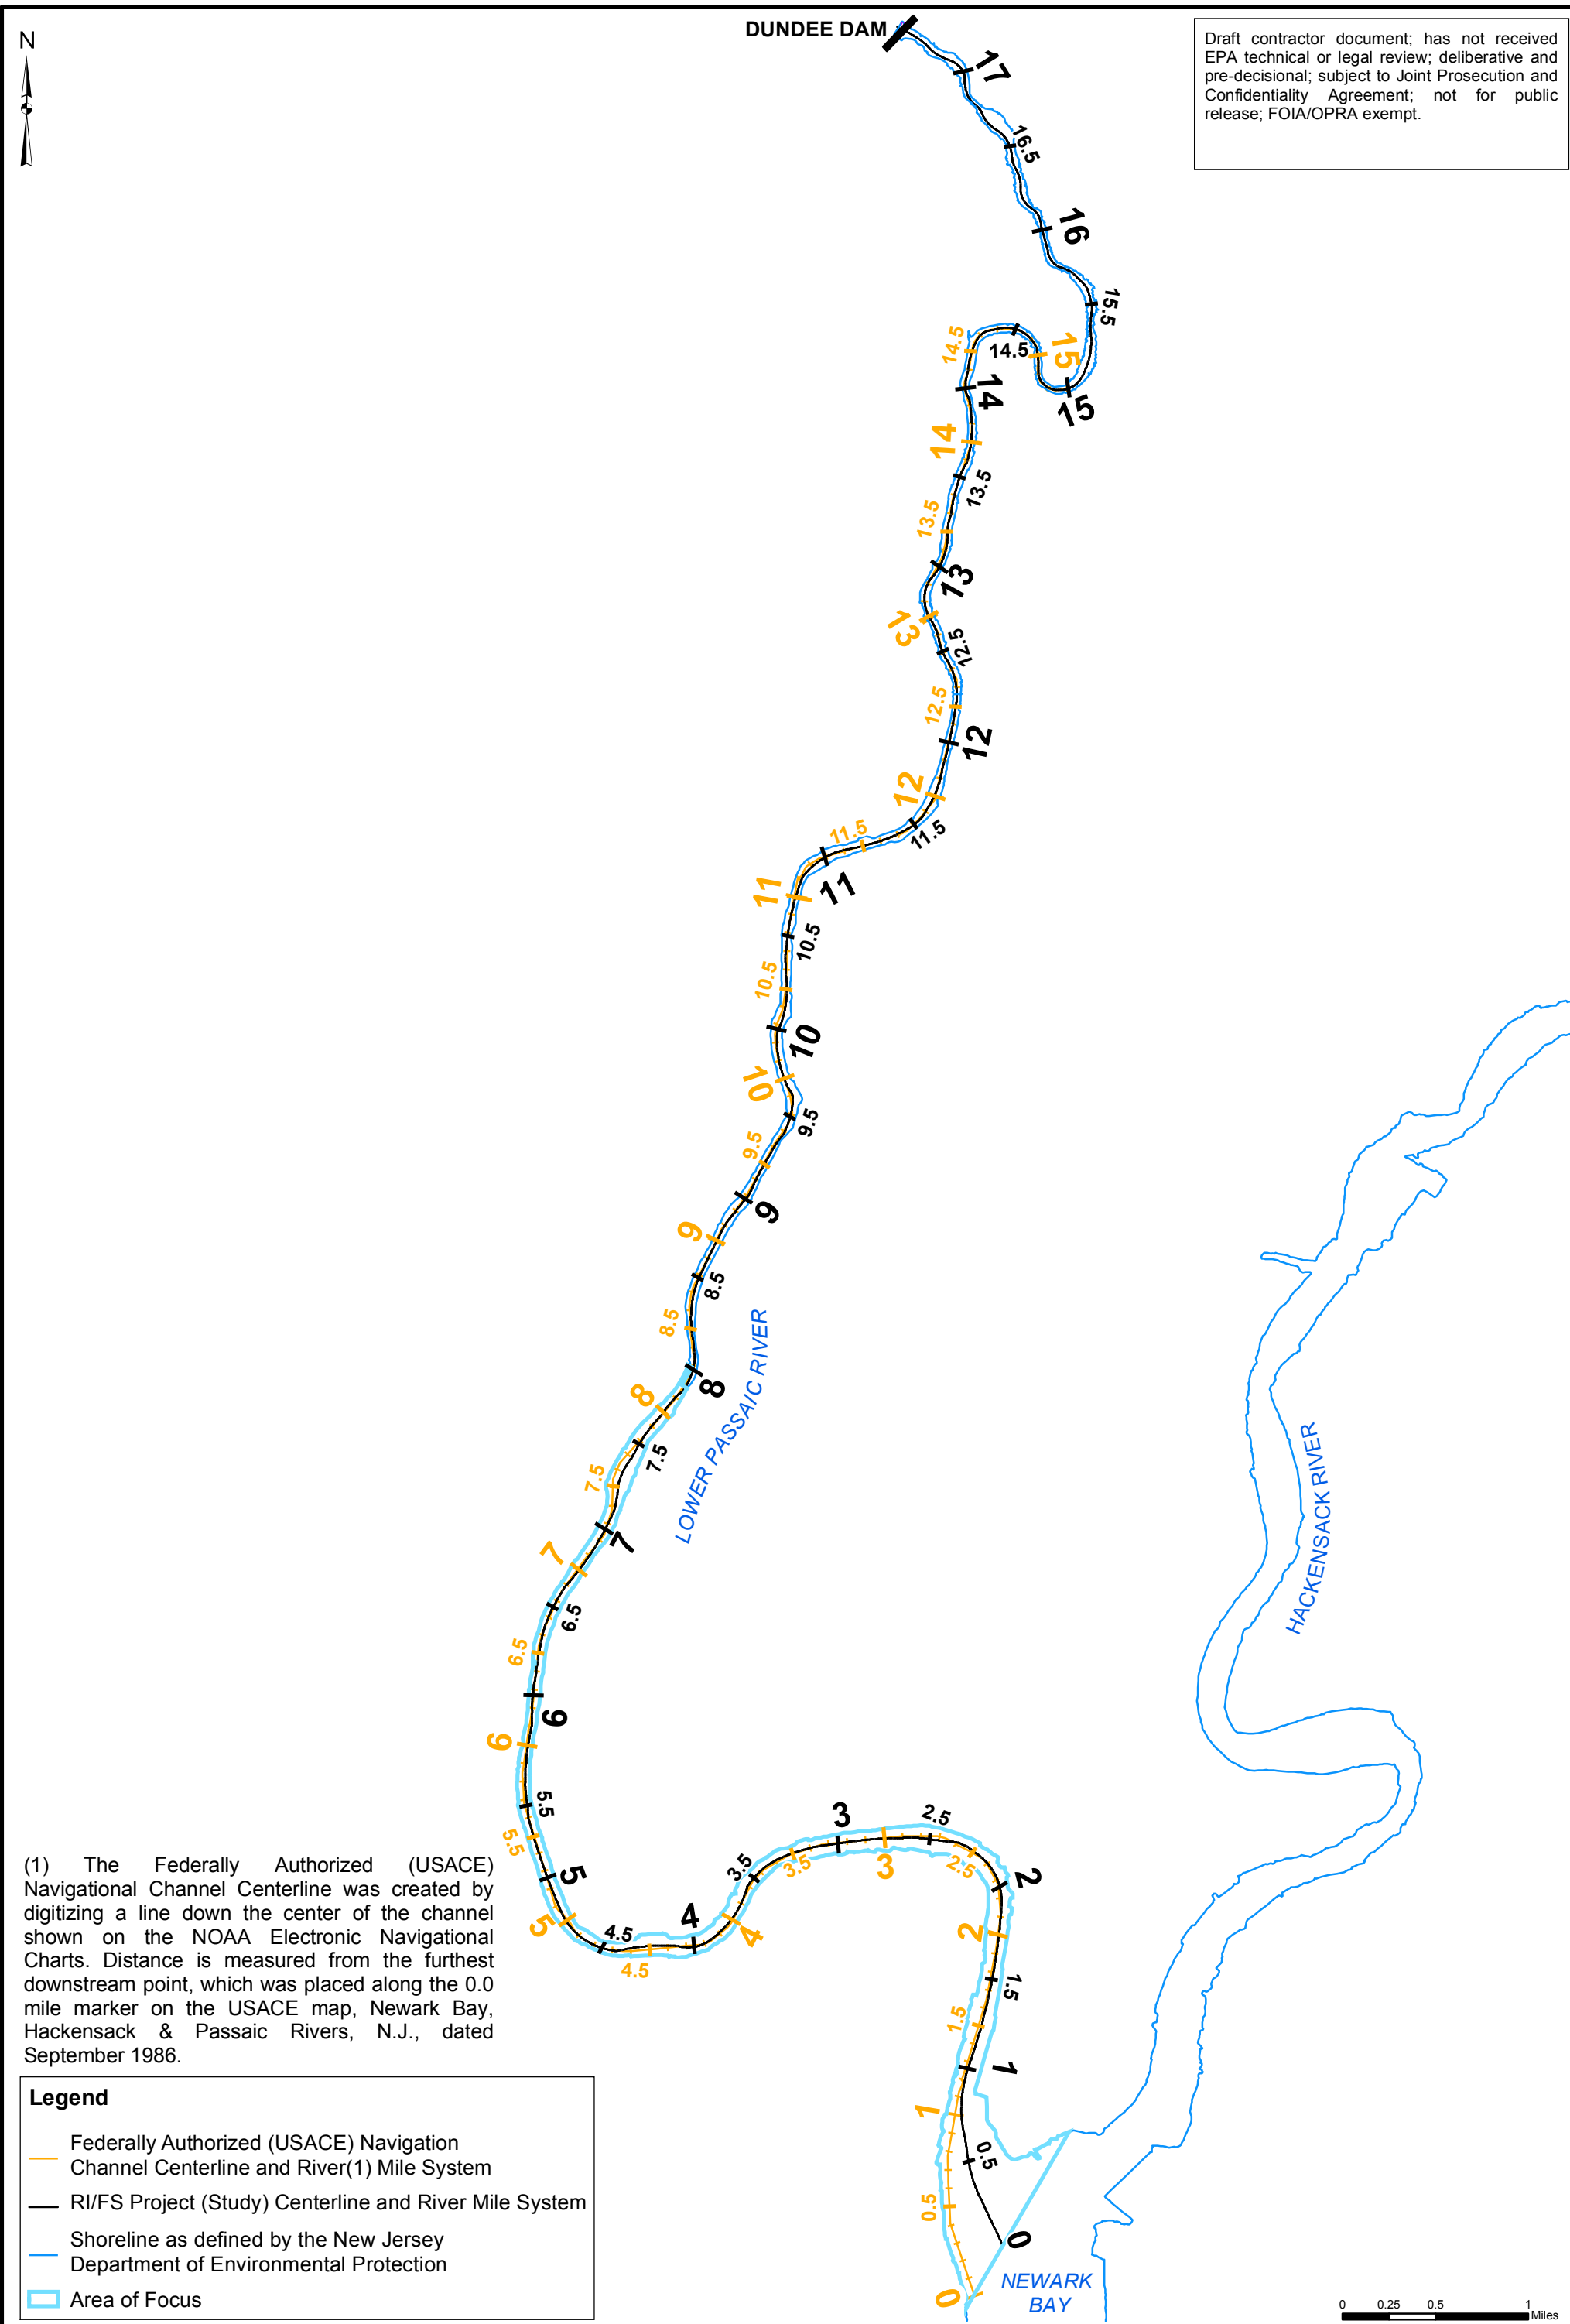 DUNDEE DAM
N
Draft contractor document; has not received
EPA technical or legal review; deliberative and
pre-decisional; subject to Joint Prosecution and
Confidentiality Agreement; not for public
release; FOIA/OPRA exempt.
17
16.5
16
15.5
14.5
14.5
15
14
15
14
13.5
13.5
13
13
12.5
12.5
12
12
11.5
11.5
11
11
10.5
10.5
10
10
9.5
9.5
9
9
8.5
8.5
8
8
7.5
7.5
7
7
6.5
6.5
6
6
5.5
5.5
5
5
4.5
4.5
4
4
3.5
3.5
3
3
2.5
2.5
2
2
1.5
1.5
1
1
0.5
0.5
0
0
LOWER PASSAIC RIVER
HACKENSACK RIVER
NEWARK
BAY
(1) The Federally Authorized (USACE)
Navigational Channel Centerline was created by
digitizing a line down the center of the channel
shown on the NOAA Electronic Navigational
Charts. Distance is measured from the furthest
downstream point, which was placed along the 0.0
mile marker on the USACE map, Newark Bay,
Hackensack & Passaic Rivers, N.J., dated
September 1986.
Legend
Federally Authorized (USACE) Navigation
Channel Centerline and River(1) Mile System
RI/FS Project (Study) Centerline and River Mile System
Shoreline as defined by the New Jersey
Department of Environmental Protection
Area of Focus
0 0.25 0.5 1
Miles